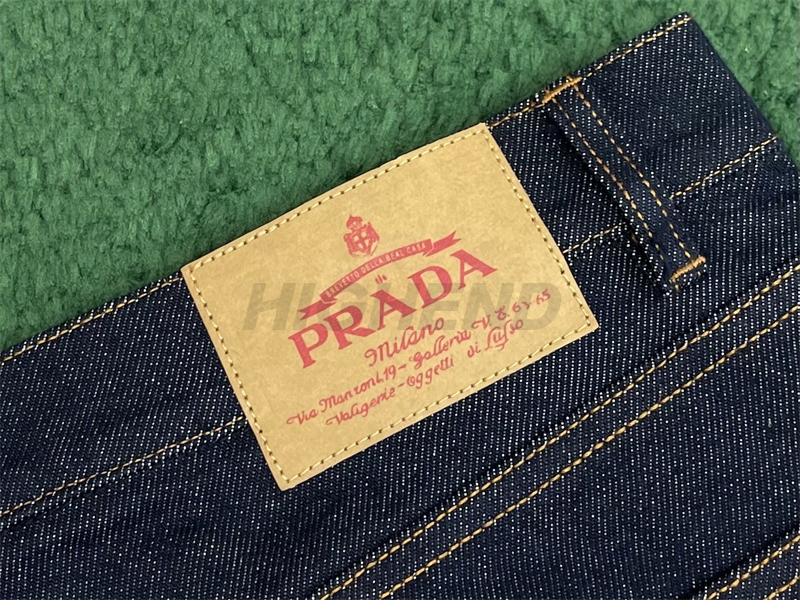 BREVETTO DELLA REAL CASA
PRADA
Milano
Via Manzoni,19-Galleria V E 63 65
Valigerie-Oggetti di Lusso
HIGHEND